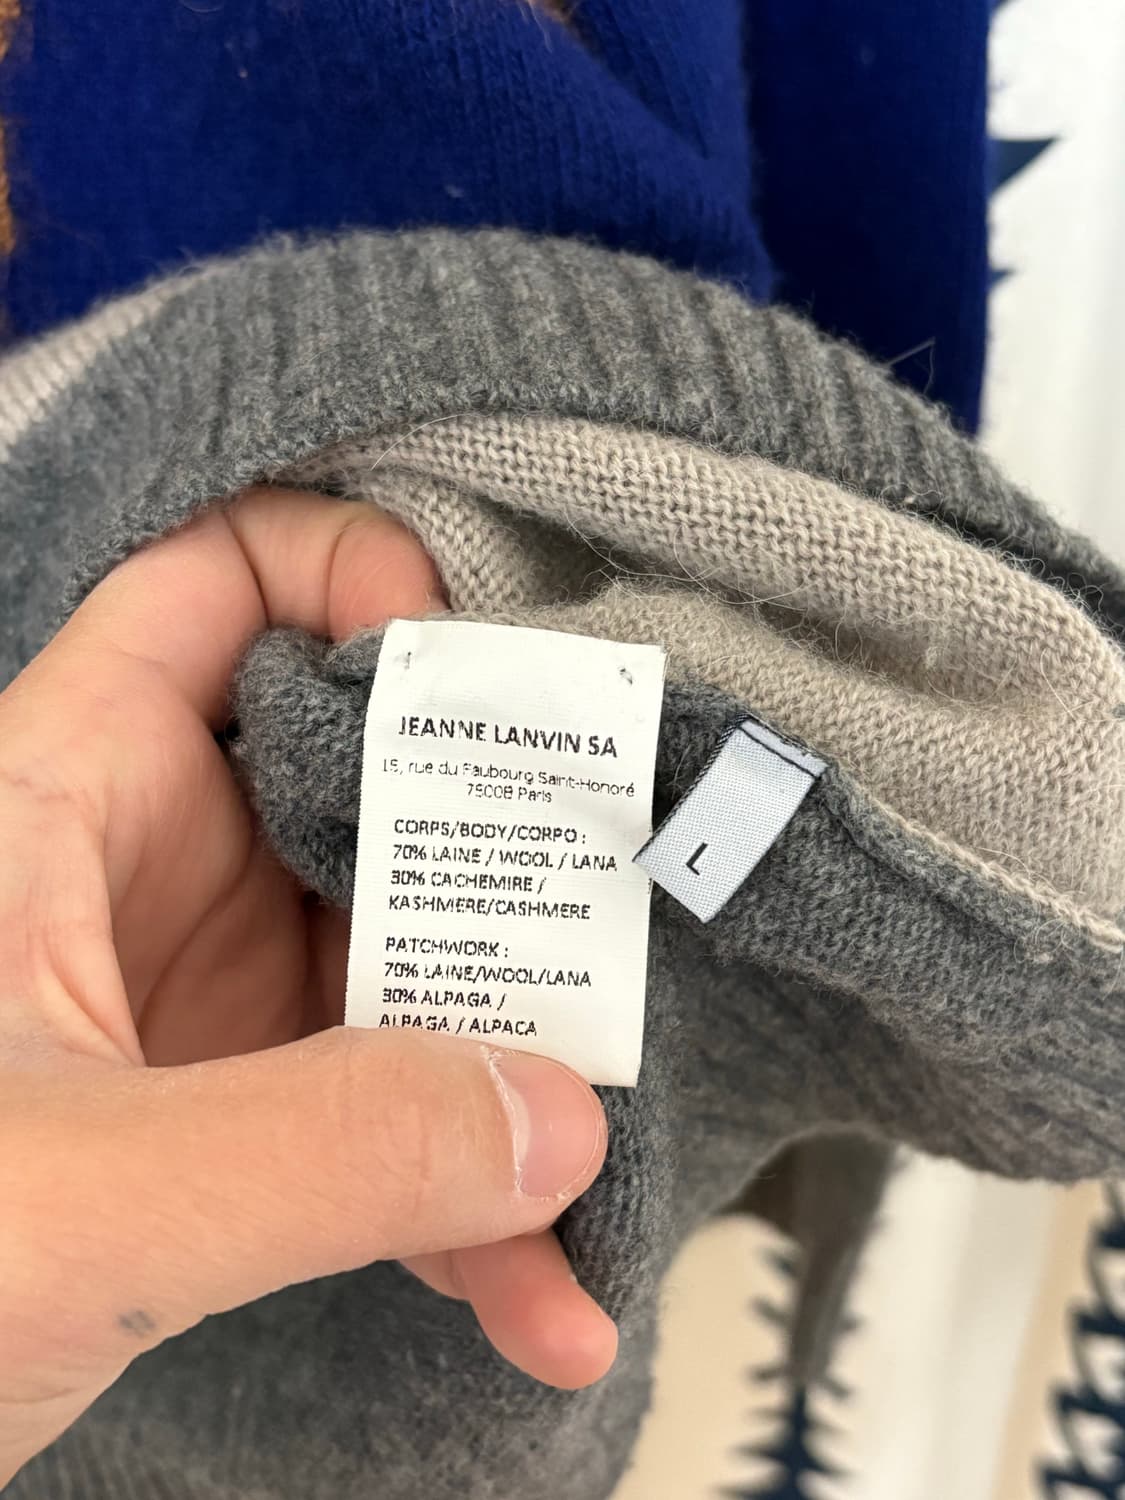 JEANNE LANVIN SA
15, rue du Faubourg Saint-Honoré
75008 Paris
CORPS/BODY/CORPO :
70% LAINE / WOOL / LANA
30% CACHEMIRE /
KASHMERE/CASHMERE
PATCHWORK :
70% LAINE/WOOL/LANA
30% ALPAGA /
ALPAGA / ALPACA
L